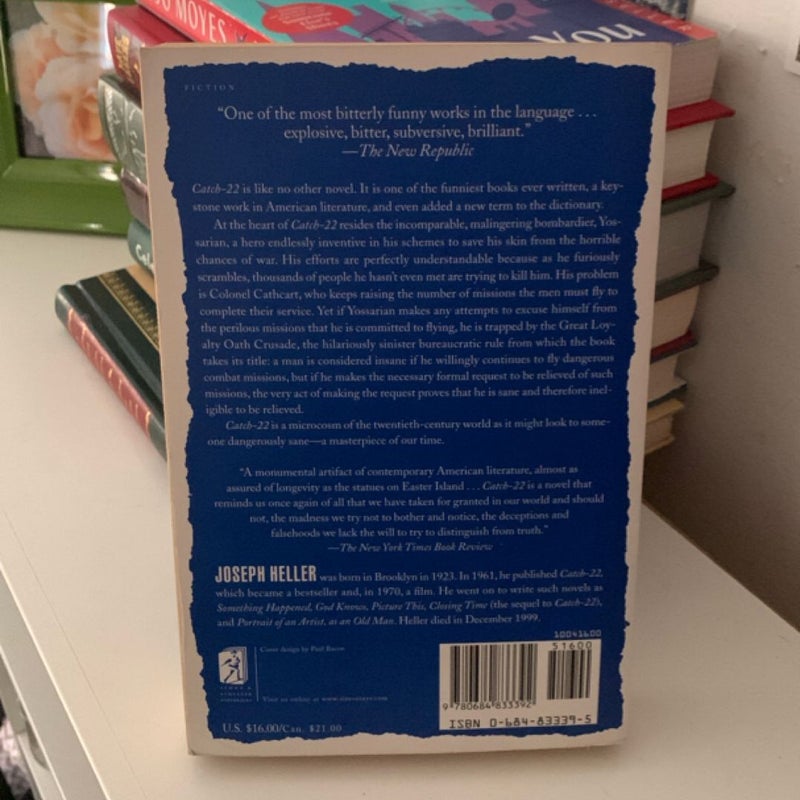 JO MOYES
you
FICTION
“One of the most bitterly funny works in the language . . .
explosive, bitter, subversive, brilliant.”
—The New Republic
Catch-22 is like no other novel. It is one of the funniest books ever written, a key-
stone work in American literature, and even added a new term to the dictionary.
At the heart of Catch-22 resides the incomparable, malingering bombardier, Yos-
sarian, a hero endlessly inventive in his schemes to save his skin from the horrible
chances of war. His efforts are perfectly understandable because as he furiously
scrambles, thousands of people he hasn't even met are trying to kill him. His problem
is Colonel Cathcart, who keeps raising the number of missions the men must fly to
complete their service. Yet if Yossarian makes any attempts to excuse himself from
the perilous missions that he is committed to flying, he is trapped by the Great Loy-
alty Oath Crusade, the hilariously sinister bureaucratic rule from which the book
takes its title: a man is considered insane if he willingly continues to fly dangerous
combat missions, but if he makes the necessary formal request to be relieved of such
missions, the very act of making the request proves that he is sane and therefore inel-
igible to be relieved.
Catch-22 is a microcosm of the twentieth-century world as it might look to some-
one dangerously sane—a masterpiece of our time.
“A monumental artifact of contemporary American literature, almost as
assured of longevity as the statues on Easter Island . . . Catch-22 is a novel that
reminds us once again of all that we have taken for granted in our world and should
not, the madness we try not to bother and notice, the deceptions and
falsehoods we lack the will to try to distinguish from truth.”
—The New York Times Book Review
JOSEPH HELLER was born in Brooklyn in 1923. In 1961, he published Catch-22,
which became a bestseller and, in 1970, a film. He went on to write such novels as
Something Happened, God Knows, Picture This, Closing Time (the sequel to Catch-22),
and Portrait of an Artist, as an Old Man. Heller died in December 1999.
10041600
51600
Cover design by Paul Bacon
Visit us online at www.simonsays.com
9 780684 833392
ISBN 0-684-83339-5
U.S. $16.00/Can. $21.00